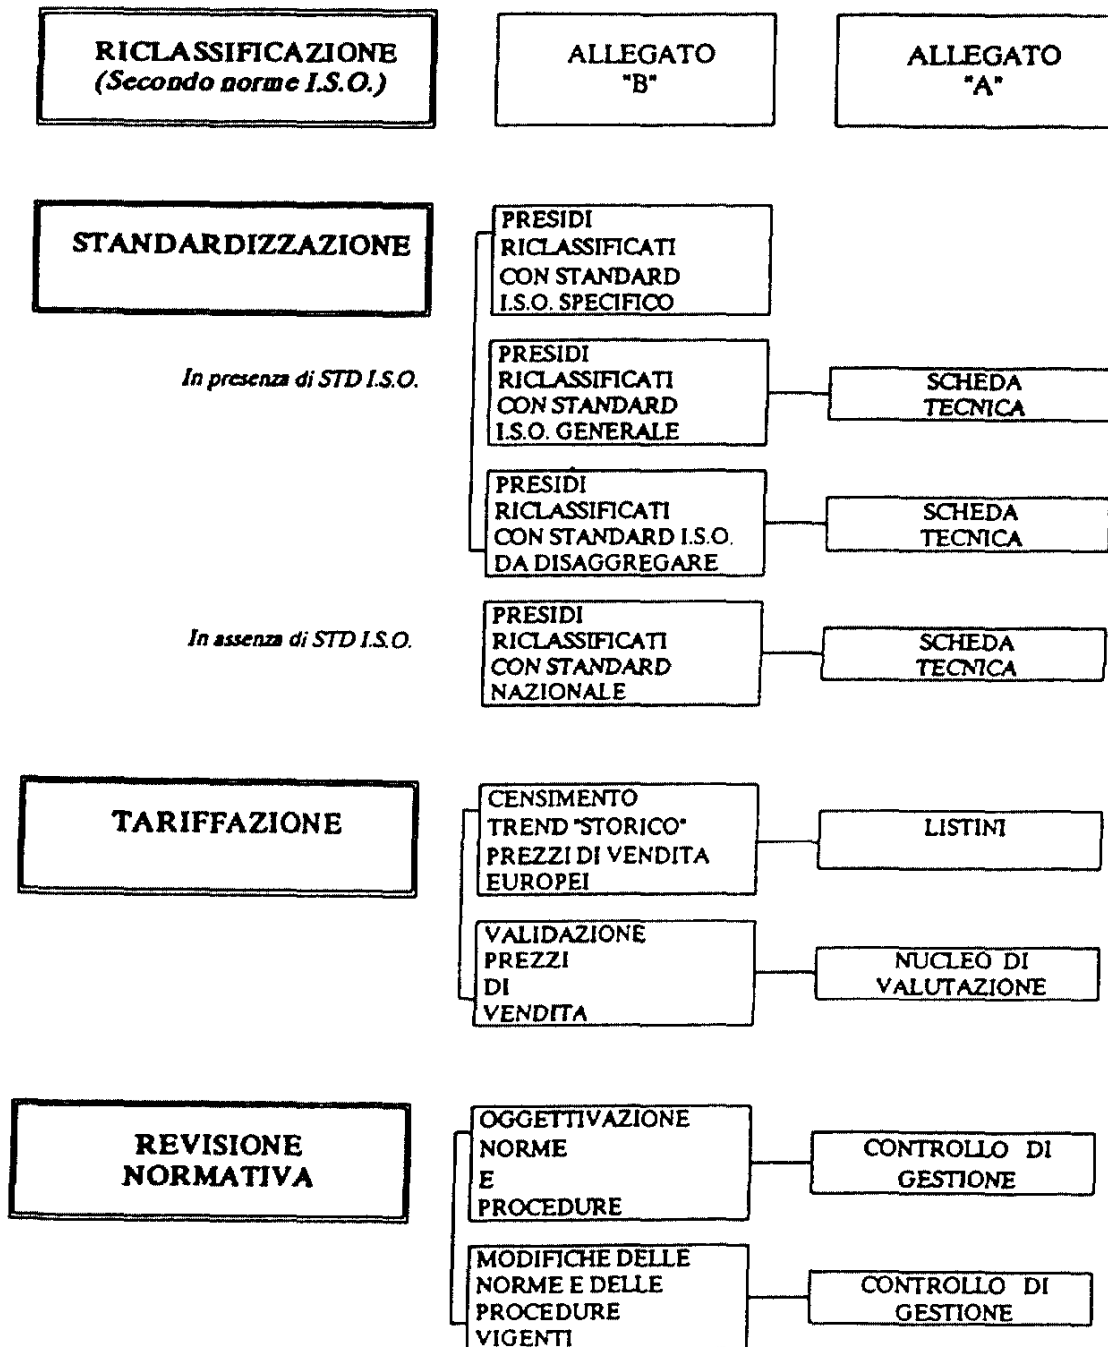 RICLASSIFICAZIONE
(Secondo norme I.S.O.)
ALLEGATO
"B"
ALLEGATO
"A"
STANDARDIZZAZIONE
PRESIDI
RICLASSIFICATI
CON STANDARD
I.S.O. SPECIFICO
In presenza di STD I.S.O.
PRESIDI
RICLASSIFICATI
CON STANDARD
I.S.O. GENERALE
SCHEDA
TECNICA
PRESIDI
RICLASSIFICATI
CON STANDARD I.S.O.
DA DISAGGREGARE
SCHEDA
TECNICA
In assenza di STD I.S.O.
PRESIDI
RICLASSIFICATI
CON STANDARD
NAZIONALE
SCHEDA
TECNICA
TARIFFAZIONE
CENSIMENTO
TREND "STORICO"
PREZZI DI VENDITA
EUROPEI
LISTINI
VALIDAZIONE
PREZZI
DI
VENDITA
NUCLEO DI
VALUTAZIONE
REVISIONE
NORMATIVA
OGGETTIVAZIONE
NORME
E
PROCEDURE
CONTROLLO DI
GESTIONE
MODIFICHE DELLE
NORME E DELLE
PROCEDURE
VIGENTI
CONTROLLO DI
GESTIONE